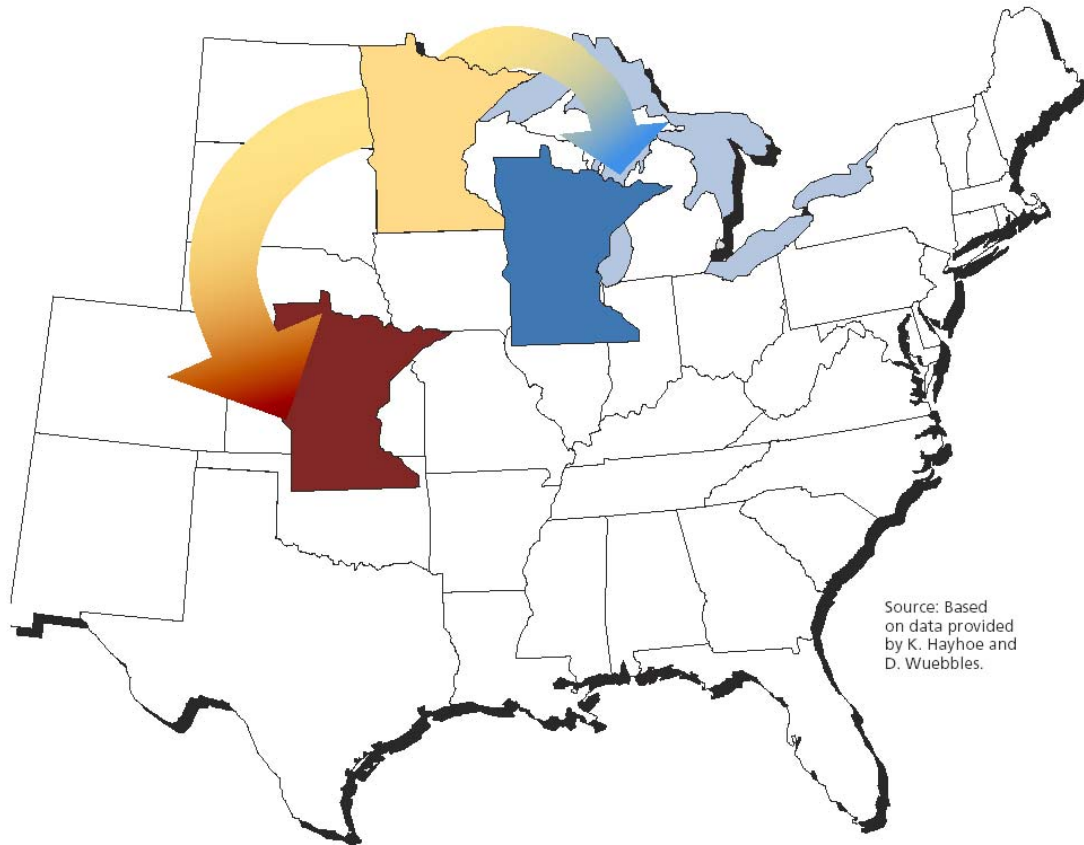 Source: Based
on data provided
by K. Hayhoe and
D. Wuebbles.